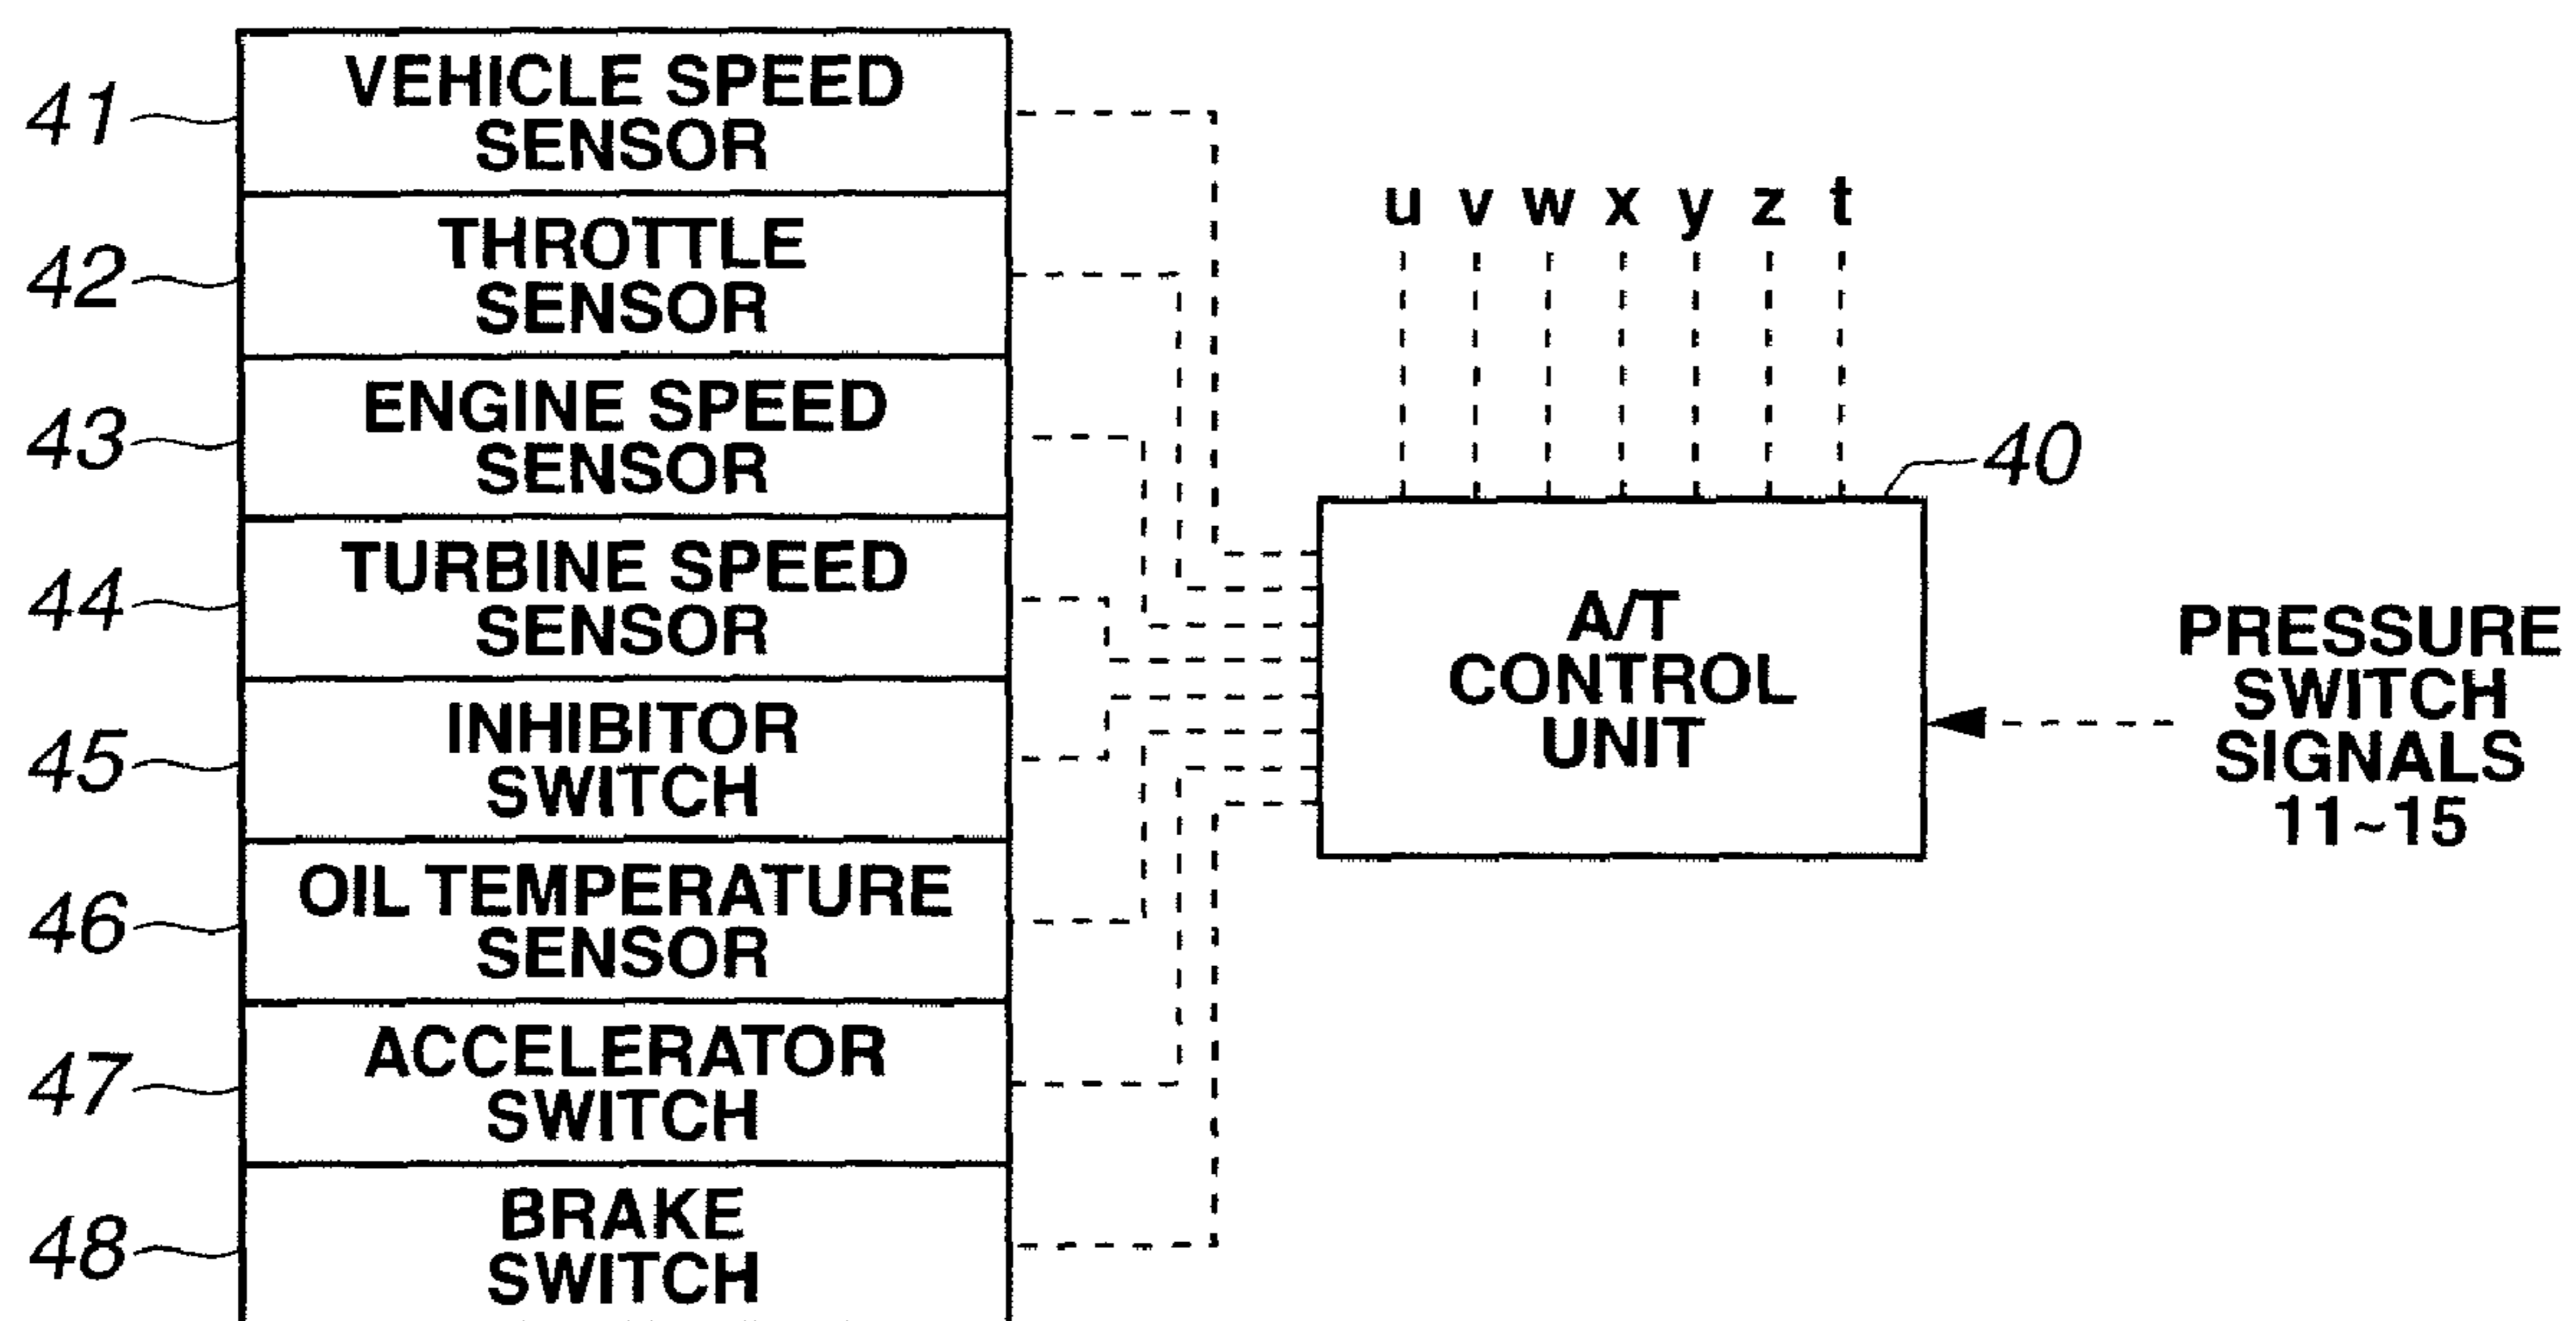 41
VEHICLE SPEED
SENSOR
42
THROTTLE
SENSOR
43
ENGINE SPEED
SENSOR
44
TURBINE SPEED
SENSOR
45
INHIBITOR
SWITCH
46
OIL TEMPERATURE
SENSOR
47
ACCELERATOR
SWITCH
48
BRAKE
SWITCH
u v w x y z t
40
A/T
CONTROL
UNIT
PRESSURE
SWITCH
SIGNALS
11~15